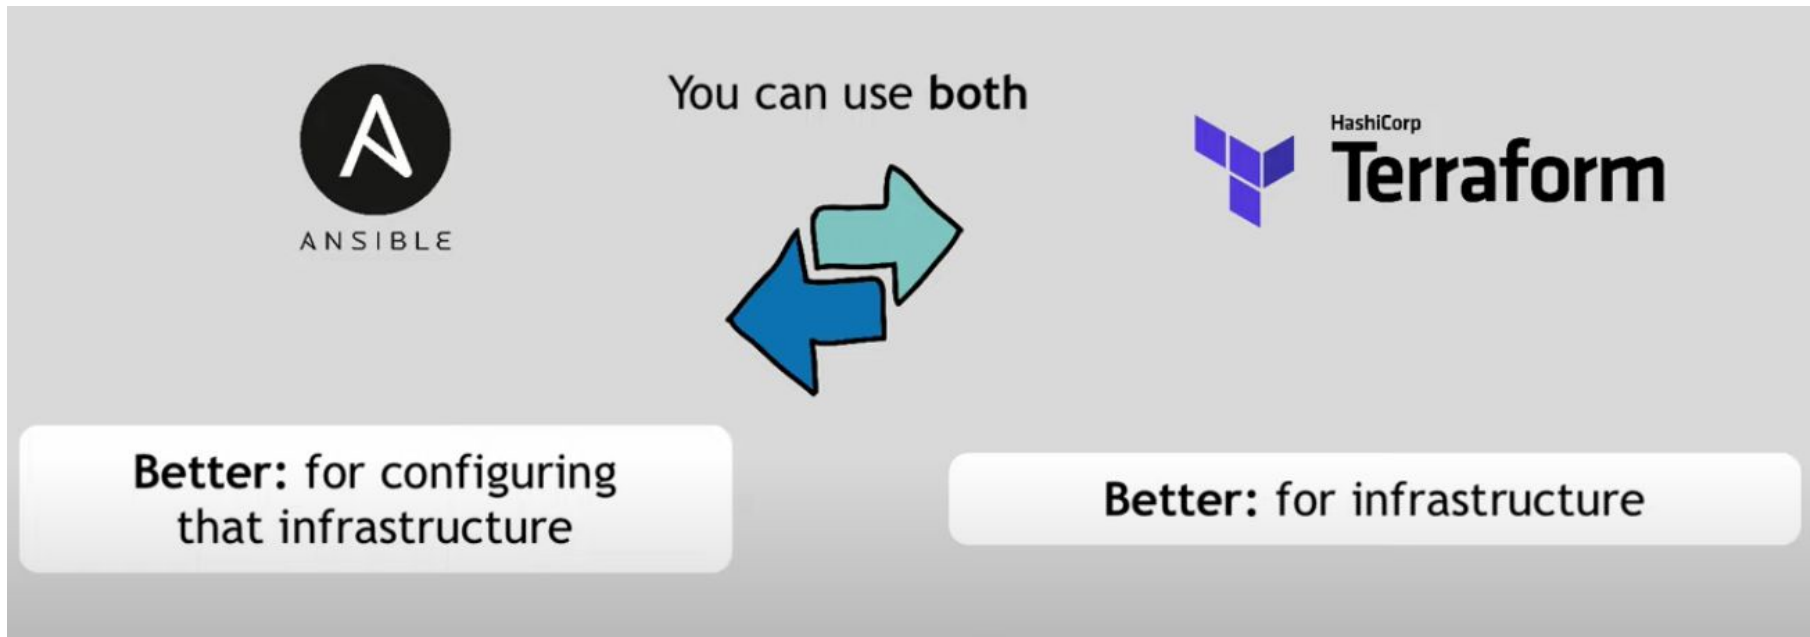 You can use both
ANSIBLE
HashiCorp
Terraform
Better: for configuring
that infrastructure
Better: for infrastructure